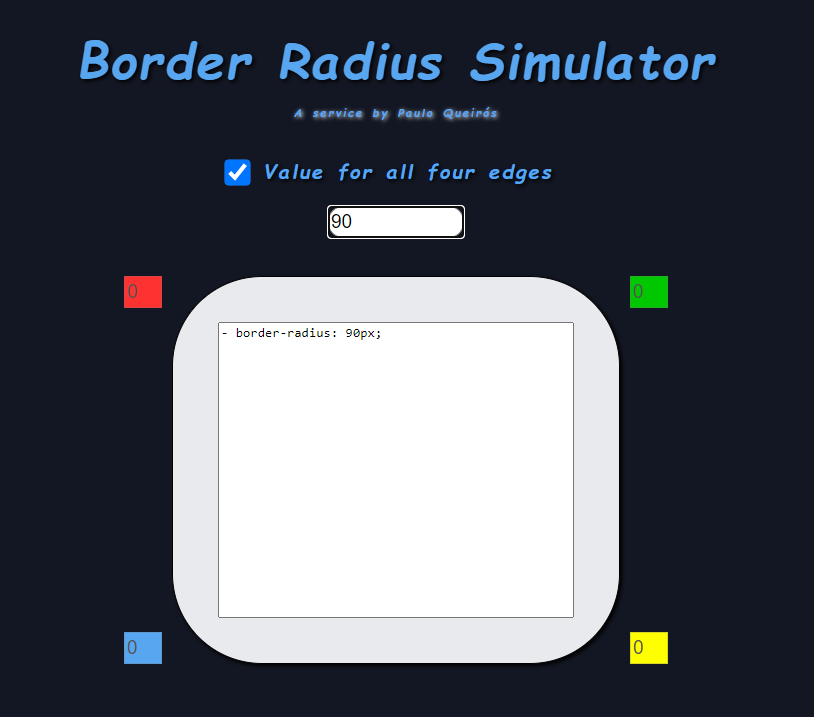 Border Radius Simulator
A service by Paulo Queirós
Value for all four edges
90
0
0
- border-radius: 90px;
0
0